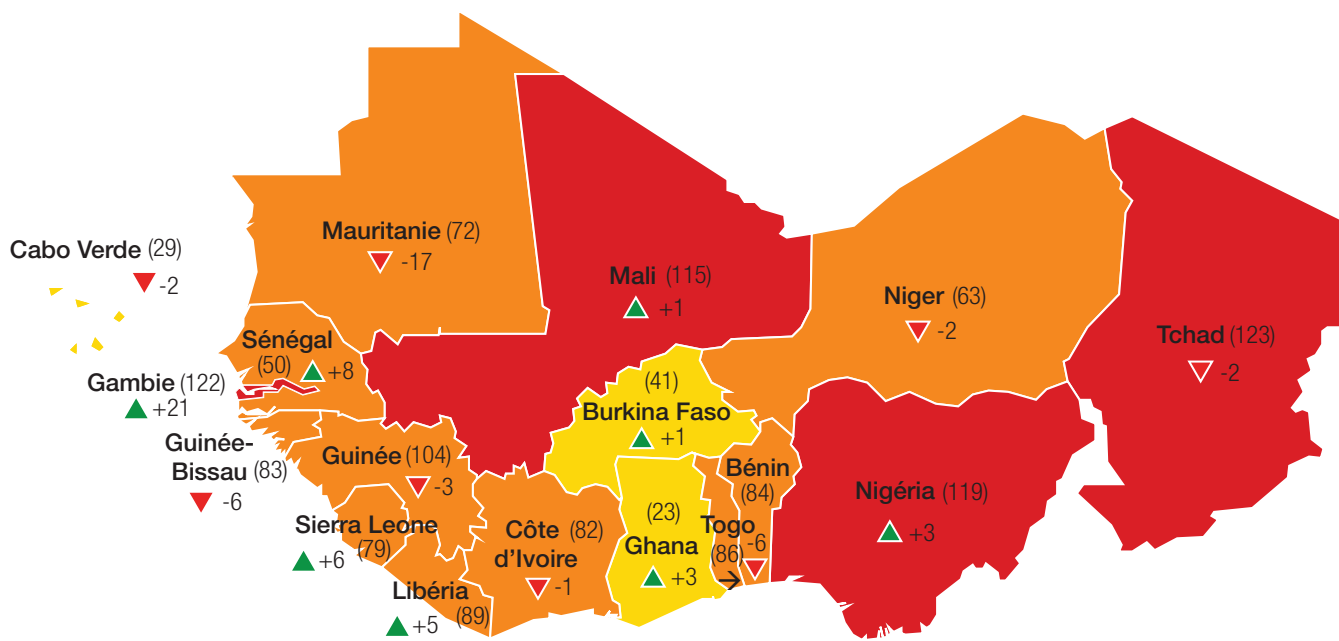 Mauritanie (72)
-17
Cabo Verde (29)
-2
Mali (115)
+1
Niger (63)
-2
Tchad (123)
-2
Sénégal
(50) +8
Gambie (122)
+21
(41)
Burkina Faso
+1
Guinée-
Bissau (83)
-6
Guinée (104)
-3
Bénin
(84)
-6
Nigéria (119)
+3
Sierra Leone
(79)
+6
Côte (82)
d'Ivoire
-1
(23)
Ghana
+3
Togo
(86)
→
Libéria
(89)
+5